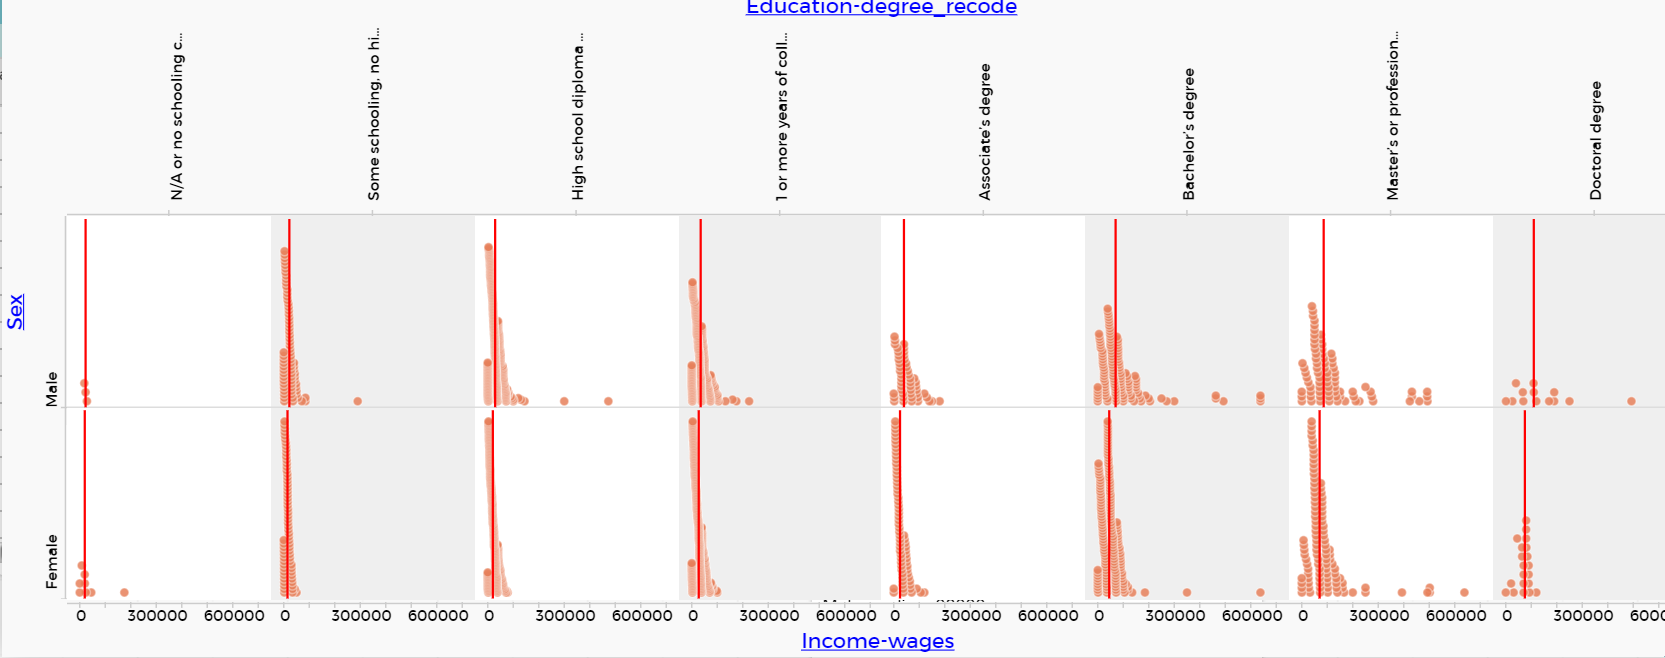 Education-degree_recode
N/A or no schooling c...
Some schooling, no hi...
High school diploma ...
1 or more years of coll...
Associate's degree
Bachelor's degree
Master's or profession...
Doctoral degree
Sex
Male
Female
0 300000 600000 0 300000 600000 0 300000 600000 0 300000 600000 0 300000 600000 0 300000 600000 0 300000 600000 0 300000 6000
Income-wages